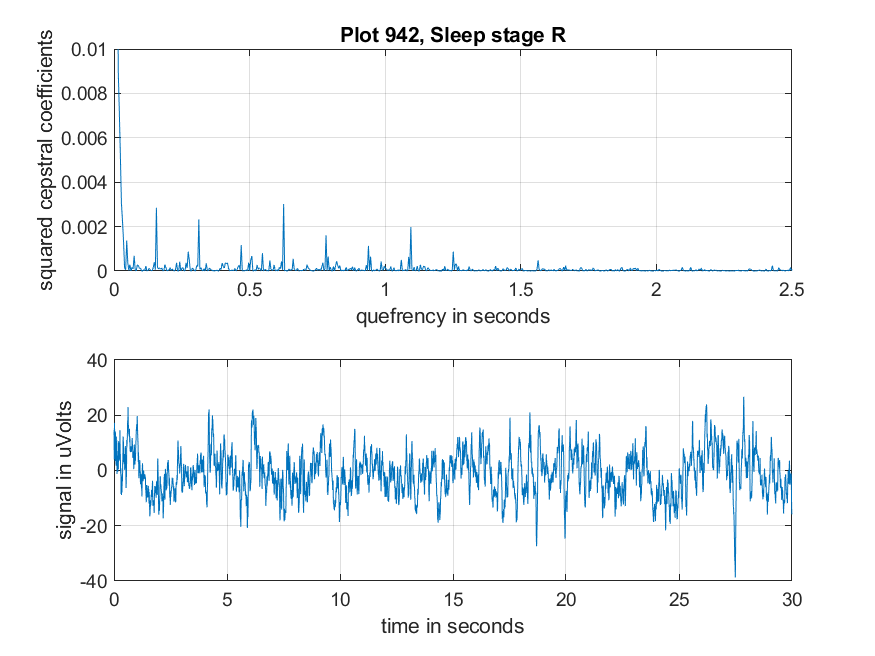 Plot 942, Sleep stage R
squared cepstral coefficients
0.01
0.008
0.006
0.004
0.002
0
0 0.5 1 1.5 2 2.5
quefrency in seconds
signal in uVolts
40
20
0
-20
-40
0 5 10 15 20 25 30
time in seconds